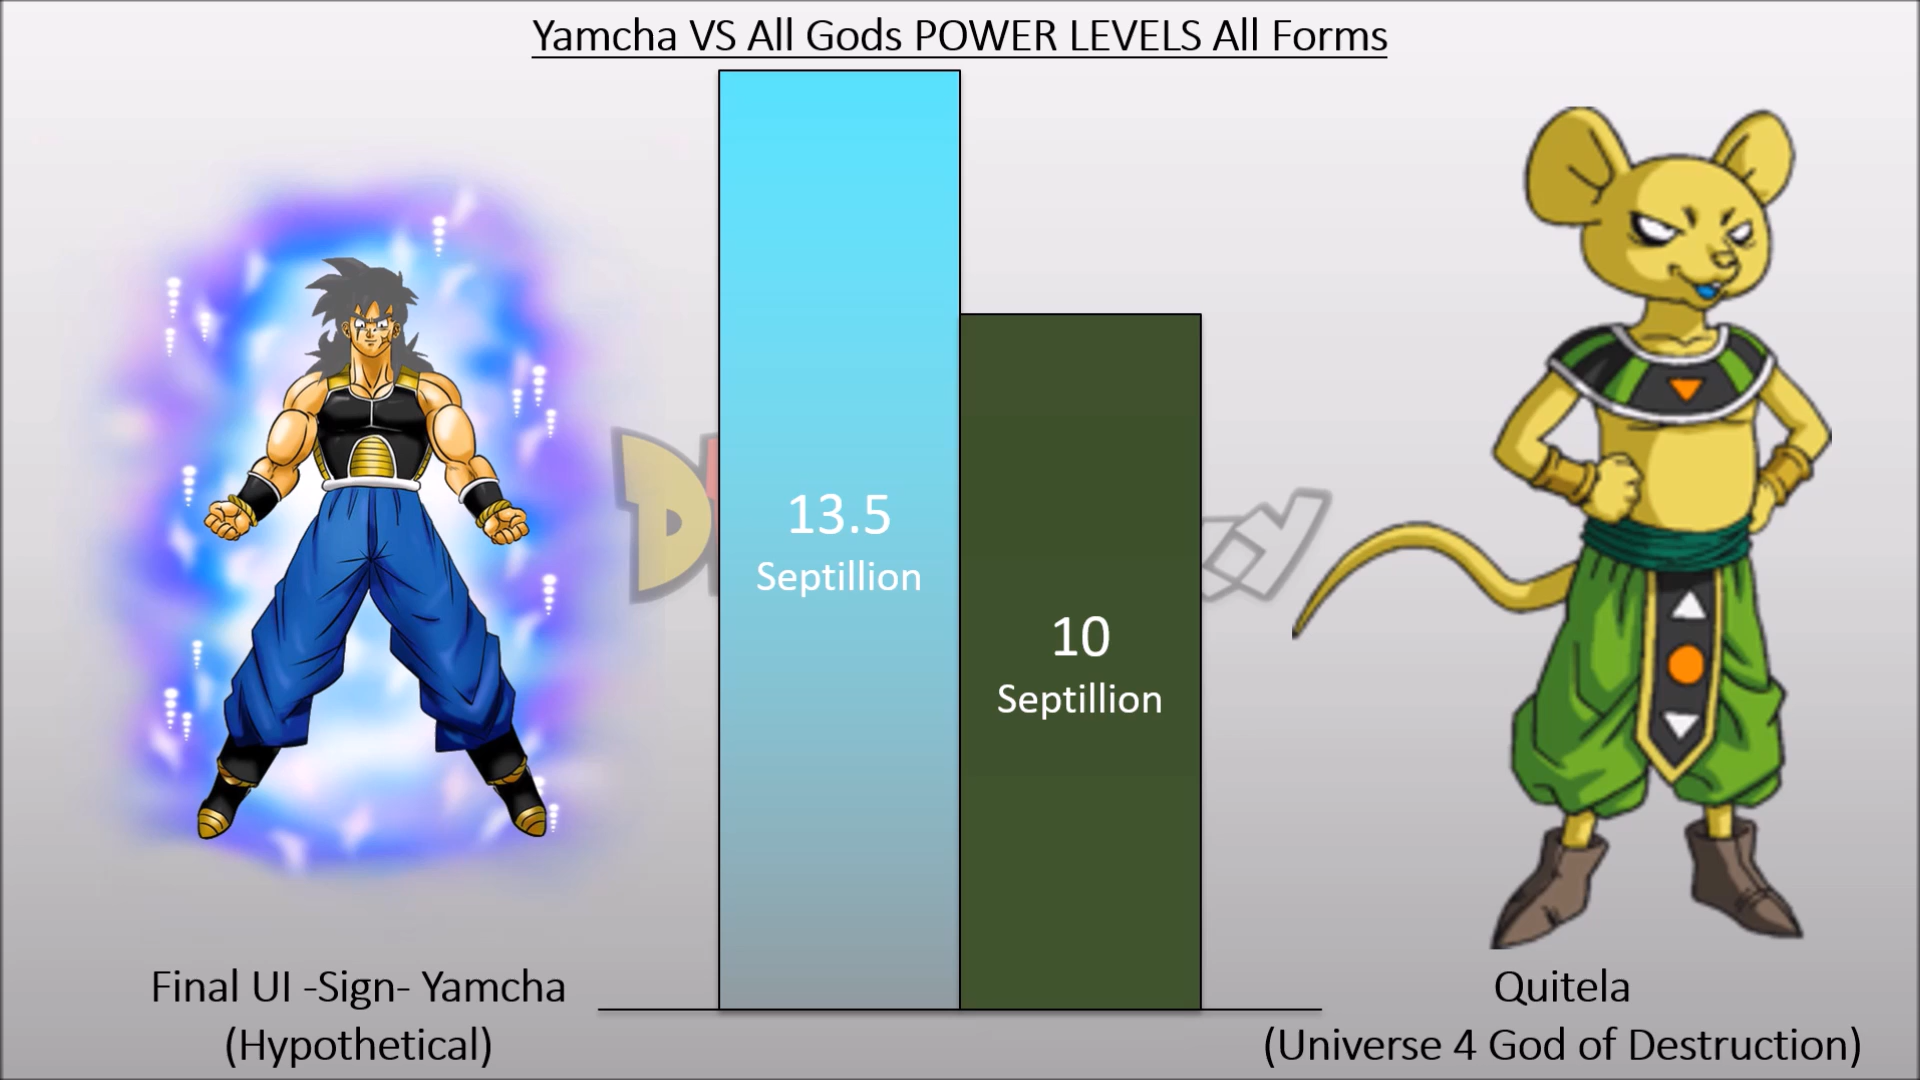 Yamcha VS All Gods POWER LEVELS All Forms
13.5
Septillion
10
Septillion
Final UI -Sign- Yamcha
(Hypothetical)
Quitela
(Universe 4 God of Destruction)